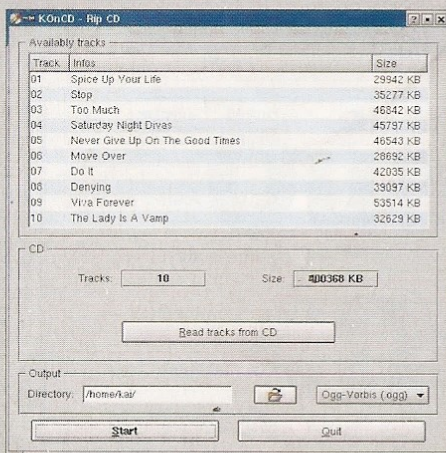 KOnCD - Rip CD
Availably tracks
Track Infos Size
01 Spice Up Your Life 29942 KB
02 Stop 35277 KB
03 Too Much 46842 KB
04 Saturday Night Divas 45797 KB
05 Never Give Up On The Good Times 46543 KB
06 Move Over 28692 KB
07 Do It 42035 KB
08 Denying 39097 KB
09 Viva Forever 53514 KB
10 The Lady Is A Vamp 32629 KB
CD
Tracks: 10 Size: 400368 KB
Read tracks from CD
Output
Directory: /home/kai/ Ogg-Vorbis (.ogg)
Start Quit